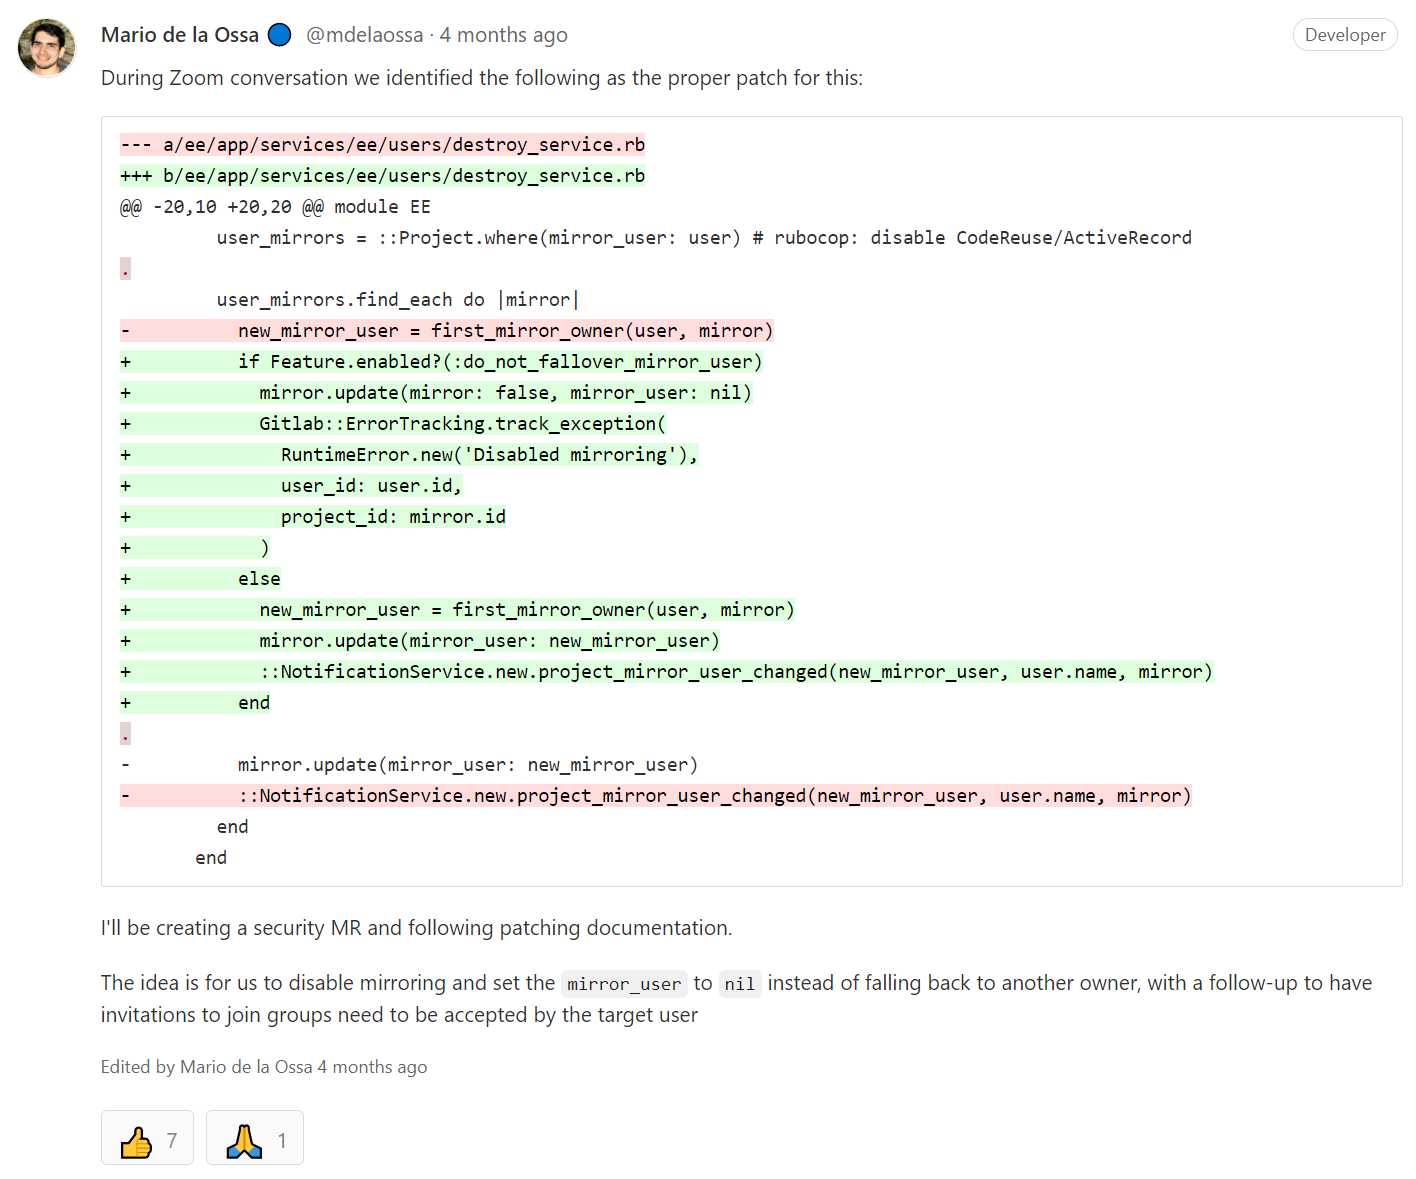 Mario de la Ossa 🔵 @mdelaossa · 4 months ago
Developer
During Zoom conversation we identified the following as the proper patch for this:
--- a/ee/app/services/ee/users/destroy_service.rb
+++ b/ee/app/services/ee/users/destroy_service.rb
@@ -20,10 +20,20 @@ module EE
         user_mirrors = ::Project.where(mirror_user: user) # rubocop: disable CodeReuse/ActiveRecord
.
         user_mirrors.find_each do |mirror|
-          new_mirror_user = first_mirror_owner(user, mirror)
+          if Feature.enabled?(:do_not_fallover_mirror_user)
+            mirror.update(mirror: false, mirror_user: nil)
+            Gitlab::ErrorTracking.track_exception(
+              RuntimeError.new('Disabled mirroring'),
+              user_id: user.id,
+              project_id: mirror.id
+            )
+          else
+            new_mirror_user = first_mirror_owner(user, mirror)
+            mirror.update(mirror_user: new_mirror_user)
+            ::NotificationService.new.project_mirror_user_changed(new_mirror_user, user.name, mirror)
+          end
.
-          mirror.update(mirror_user: new_mirror_user)
-          ::NotificationService.new.project_mirror_user_changed(new_mirror_user, user.name, mirror)
         end
       end
I'll be creating a security MR and following patching documentation.
The idea is for us to disable mirroring and set the mirror_user to nil instead of falling back to another owner, with a follow-up to have
invitations to join groups need to be accepted by the target user
Edited by Mario de la Ossa 4 months ago
👍 7 🙏 1